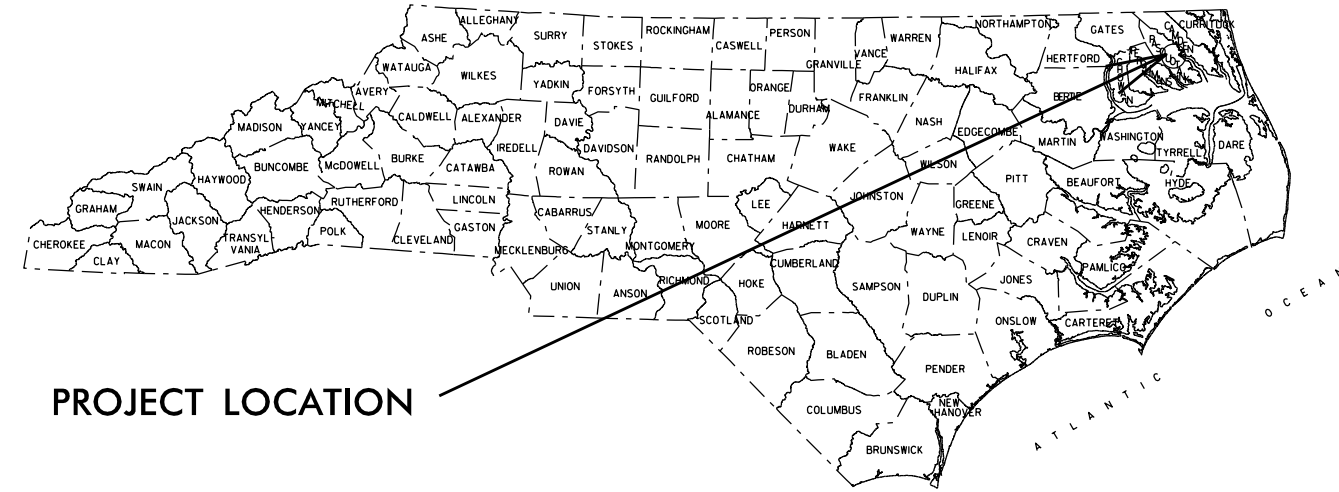 ALLEGHANY
ASHE
SURRY
STOKES
ROCKINGHAM
CASWELL
PERSON
GRANVILLE
VANCE
WARREN
NORTHAMPTON
GATES
CURRITUCK
WATAUGA
WILKES
YADKIN
FORSYTH
GUILFORD
ALAMANCE
ORANGE
DURHAM
FRANKLIN
HALIFAX
HERTFORD
BERTIE
MITCHELL
AVERY
CALDWELL
ALEXANDER
DAVIE
NASH
EDGECOMBE
MARTIN
WASHINGTON
TYRRELL
DARE
MADISON
YANCEY
IREDELL
DAVIDSON
RANDOLPH
CHATHAM
WAKE
WILSON
BUNCOMBE
McDOWELL
BURKE
CATAWBA
ROWAN
PITT
BEAUFORT
HYDE
SWAIN
HAYWOOD
RUTHERFORD
LINCOLN
LEE
JOHNSTON
GREENE
GRAHAM
JACKSON
HENDERSON
CABARRUS
STANLY
MOORE
HARNETT
WAYNE
LENOIR
CRAVEN
CHEROKEE
MACON
TRANSYL
VANIA
POLK
CLEVELAND
GASTON
MECKLENBURG
MONTGOMERY
CUMBERLAND
PAMLICO
CLAY
UNION
ANSON
RICHMOND
HOKE
SAMPSON
DUPLIN
JONES
SCOTLAND
ONSLOW
CARTERET
OCEAN
ROBESON
BLADEN
PENDER
PROJECT LOCATION
COLUMBUS
NEW
HANOVER
BRUNSWICK
ATLANTIC